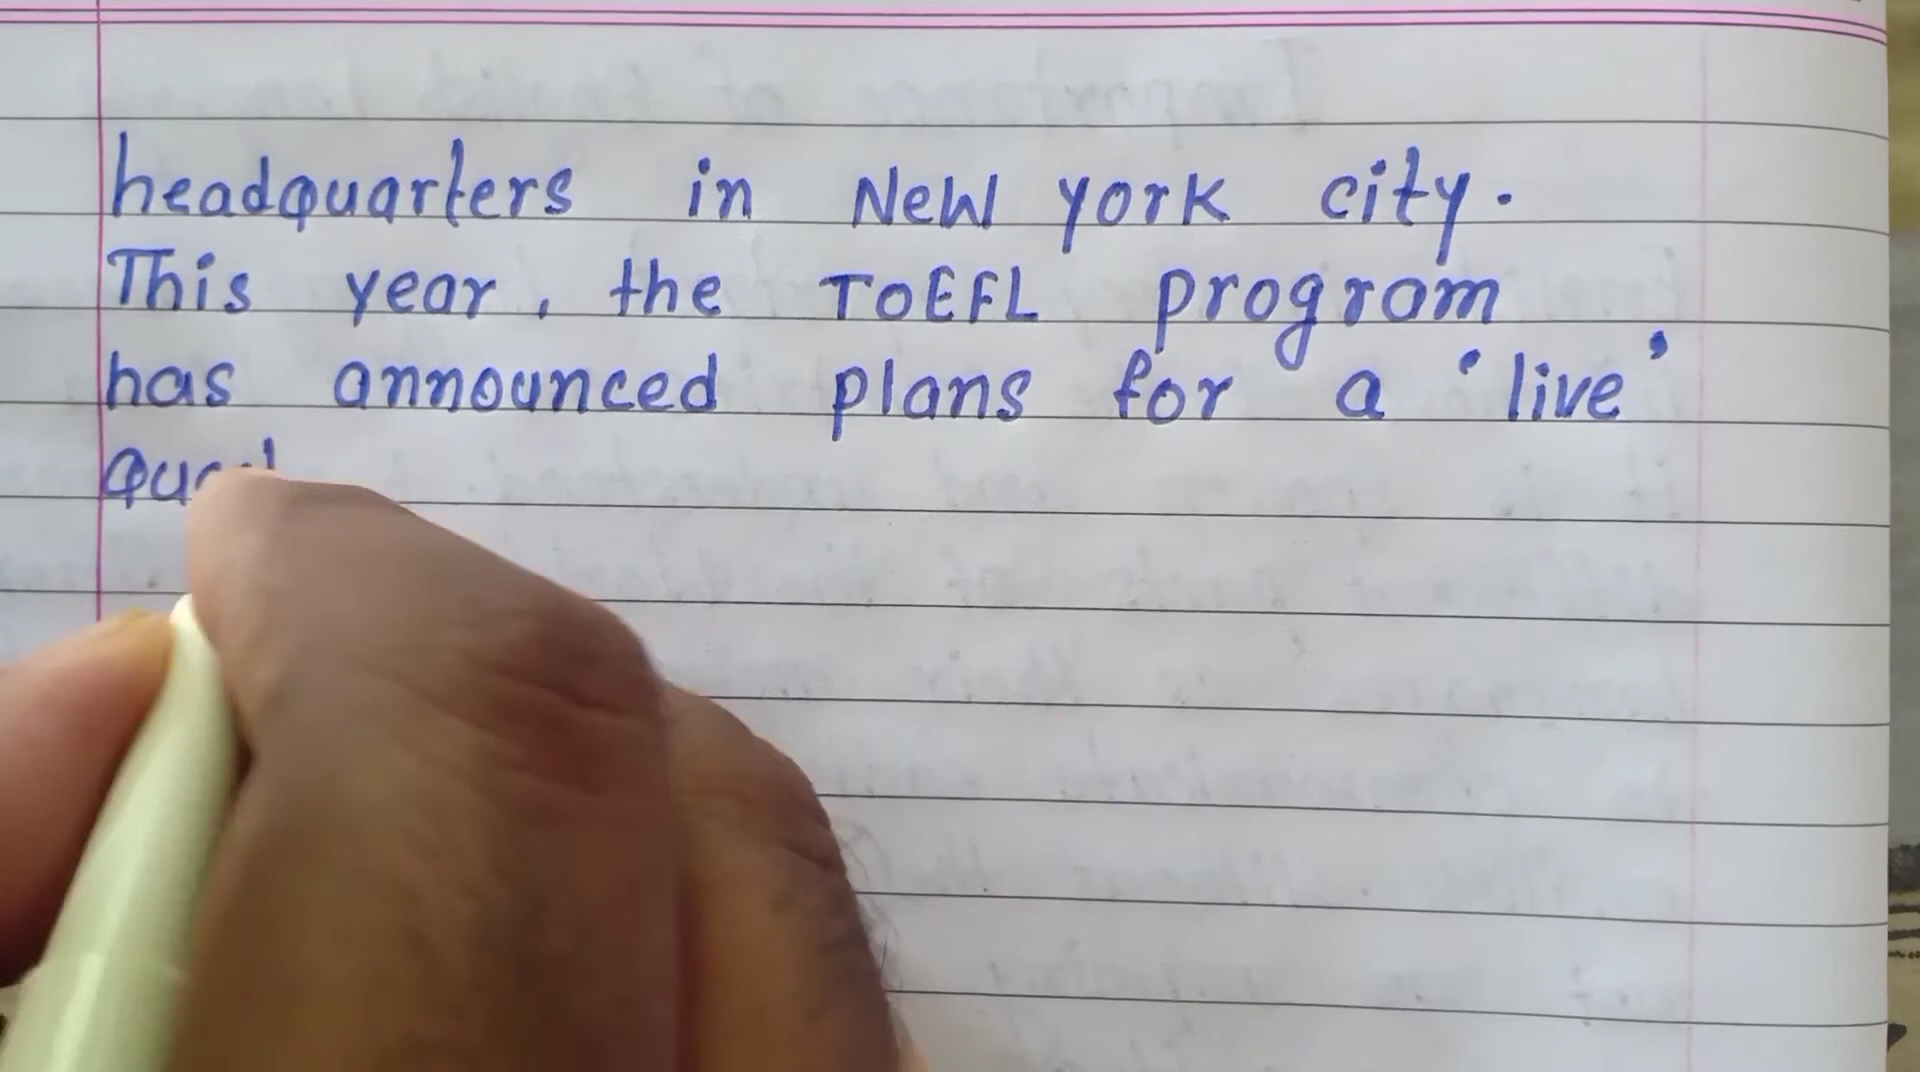 headquarters in New york city.
This year, the TOEFL program
has announced plans for a 'live'